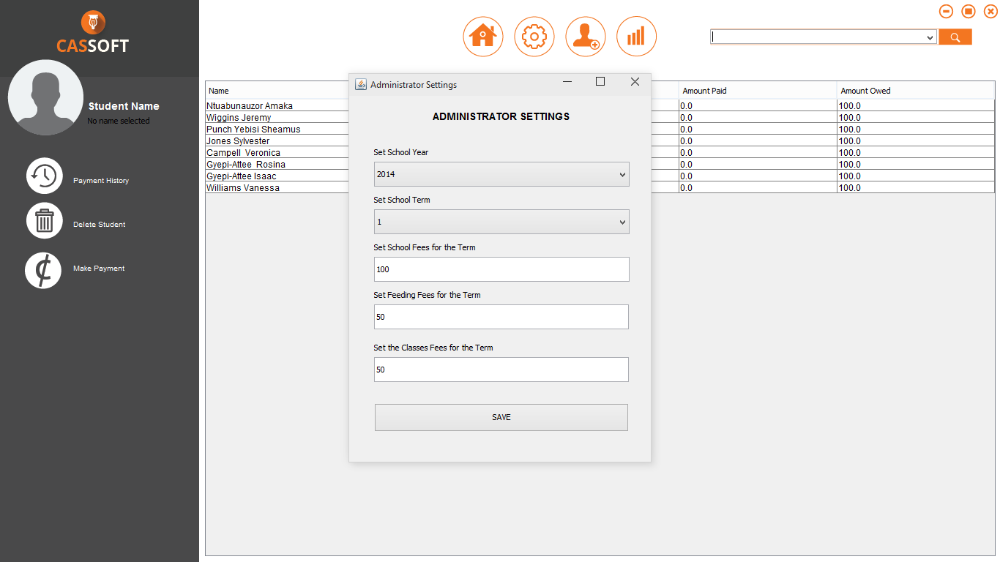 CASSOFT
Student Name
No name selected
Payment History
Delete Student
Make Payment
Name Amount Paid Amount Owed
Ntuabunauzor Amaka 0.0 100.0
Wiggins Jeremy 0.0 100.0
Punch Yebisi Sheamus 0.0 100.0
Jones Sylvester 0.0 100.0
Campell Veronica 0.0 100.0
Gyepi-Attee Rosina 0.0 100.0
Gyepi-Attee Isaac 0.0 100.0
Williams Vanessa 0.0 100.0
Administrator Settings
ADMINISTRATOR SETTINGS
Set School Year
2014
Set School Term
1
Set School Fees for the Term
100
Set Feeding Fees for the Term
50
Set the Classes Fees for the Term
50
SAVE